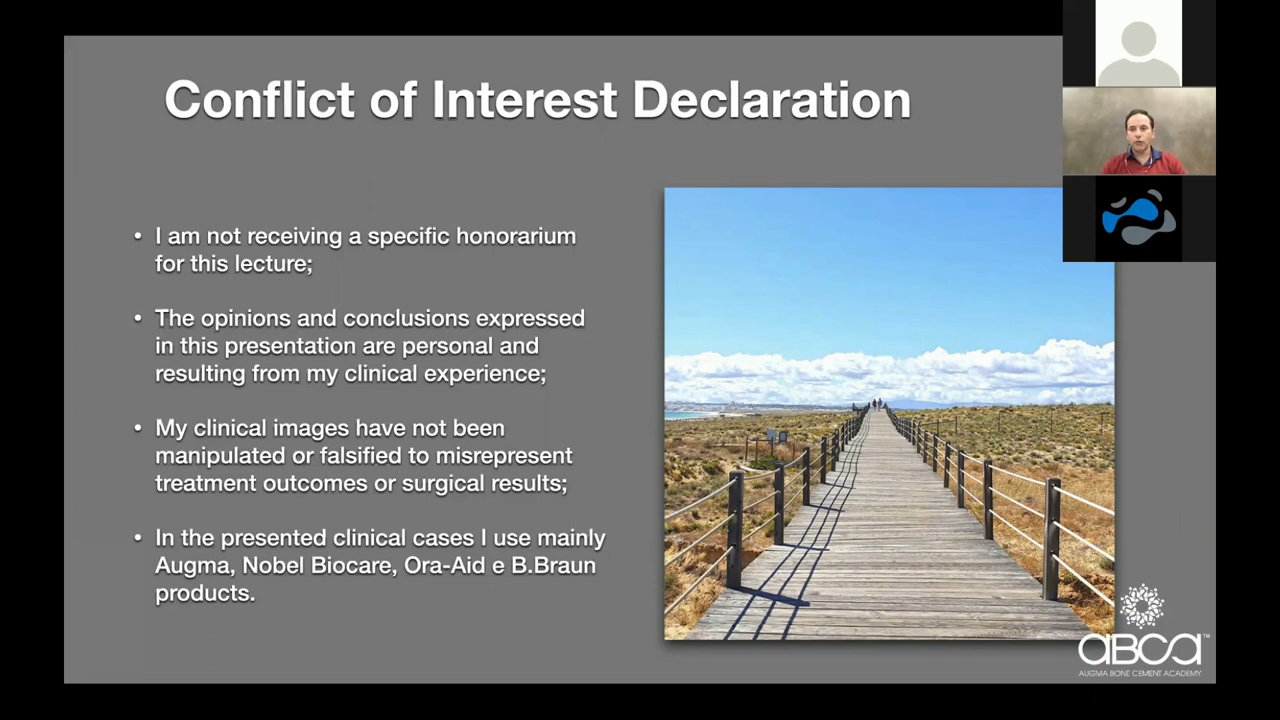 Conflict of Interest Declaration
• I am not receiving a specific honorarium
for this lecture;
• The opinions and conclusions expressed
in this presentation are personal and
resulting from my clinical experience;
• My clinical images have not been
manipulated or falsified to misrepresent
treatment outcomes or surgical results;
• In the presented clinical cases I use mainly
Augma, Nobel Biocare, Ora-Aid e B.Braun
products.
ABCA™
AUGMA BONE CEMENT ACADEMY